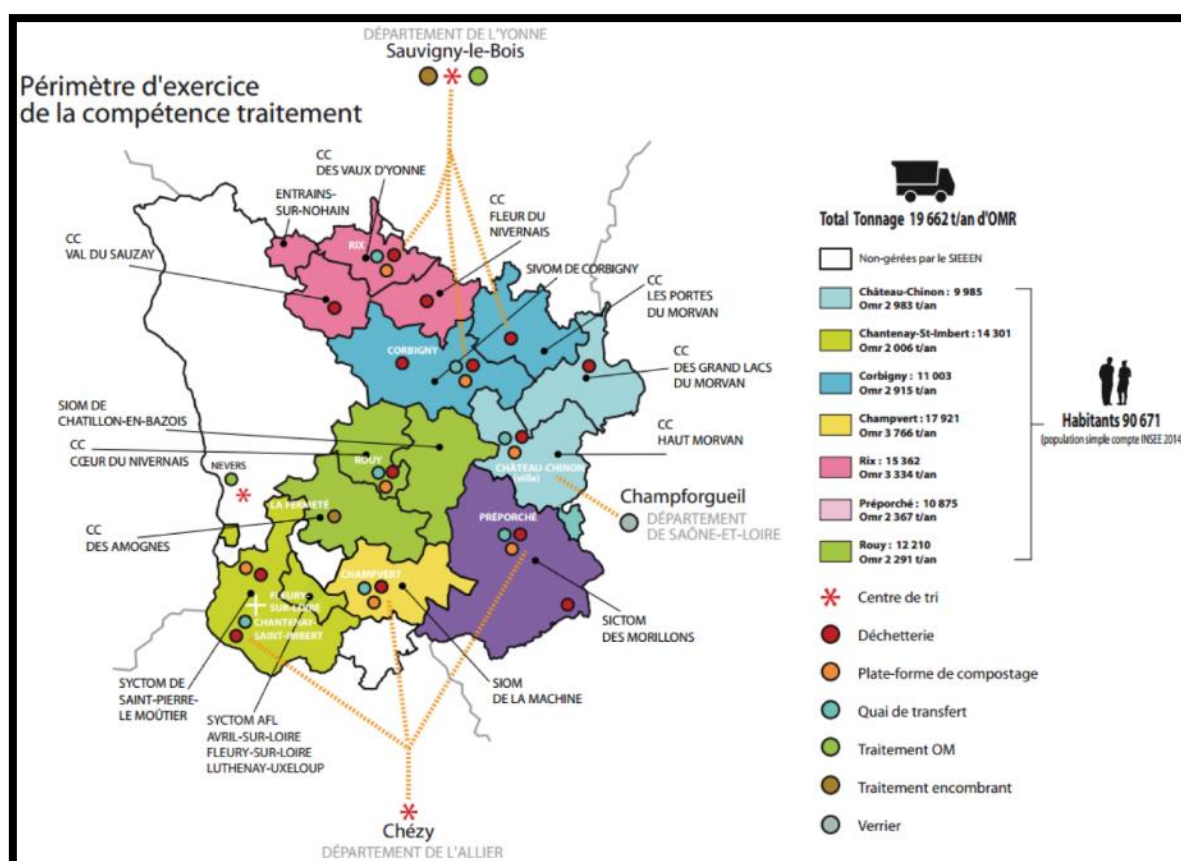 DÉPARTEMENT DE L'YONNE
Sauvigny-le-Bois
Périmètre d'exercice
de la compétence traitement
CC
DES VAUX D'YONNE
ENTRAINS-
SUR-NOHAIN
CC
FLEUR DU
NIVERNAIS
CC
VAL DU SAUZAY
RIX
SIVOM DE CORBIGNY
CC
LES PORTES
DU MORVAN
CORBIGNY
CC
DES GRAND LACS
DU MORVAN
SIOM DE
CHATILLON-EN-BAZOIS
CC
HAUT MORVAN
CC
CŒUR DU NIVERNAIS
NEVERS
ROUY
CHÂTEAU-CHINON
(ville)
Champforgueil
DÉPARTEMENT
DE SAÔNE-ET-LOIRE
LA FERMETÉ
PRÉPORCHÉ
CC
DES AMOGNES
CHAMPVERT
FLEURY-
SUR-LOIRE
CHANTENAY-
SAINT-IMBERT
SICTOM
DES MORILLONS
SYCTOM DE
SAINT-PIERRE-
LE MOÛTIER
SIOM
DE LA MACHINE
SYCTOM AFL
AVRIL-SUR-LOIRE
FLEURY-SUR-LOIRE
LUTHENAY-UXELOUP
Chézy
DÉPARTEMENT DE L'ALLIER
Total Tonnage 19 662 t/an d'OMR
Non-gérées par le SIEEEN
Château-Chinon : 9 985
Omr 2 983 t/an
Chantenay-St-Imbert : 14 301
Omr 2 006 t/an
Corbigny : 11 003
Omr 2 915 t/an
Champvert : 17 921
Omr 3 766 t/an
Rix : 15 362
Omr 3 334 t/an
Préporché : 10 875
Omr 2 367 t/an
Rouy : 12 210
Omr 2 291 t/an
Habitants 90 671
(population simple compte INSEE 2014)
Centre de tri
Déchetterie
Plate-forme de compostage
Quai de transfert
Traitement OM
Traitement encombrant
Verrier